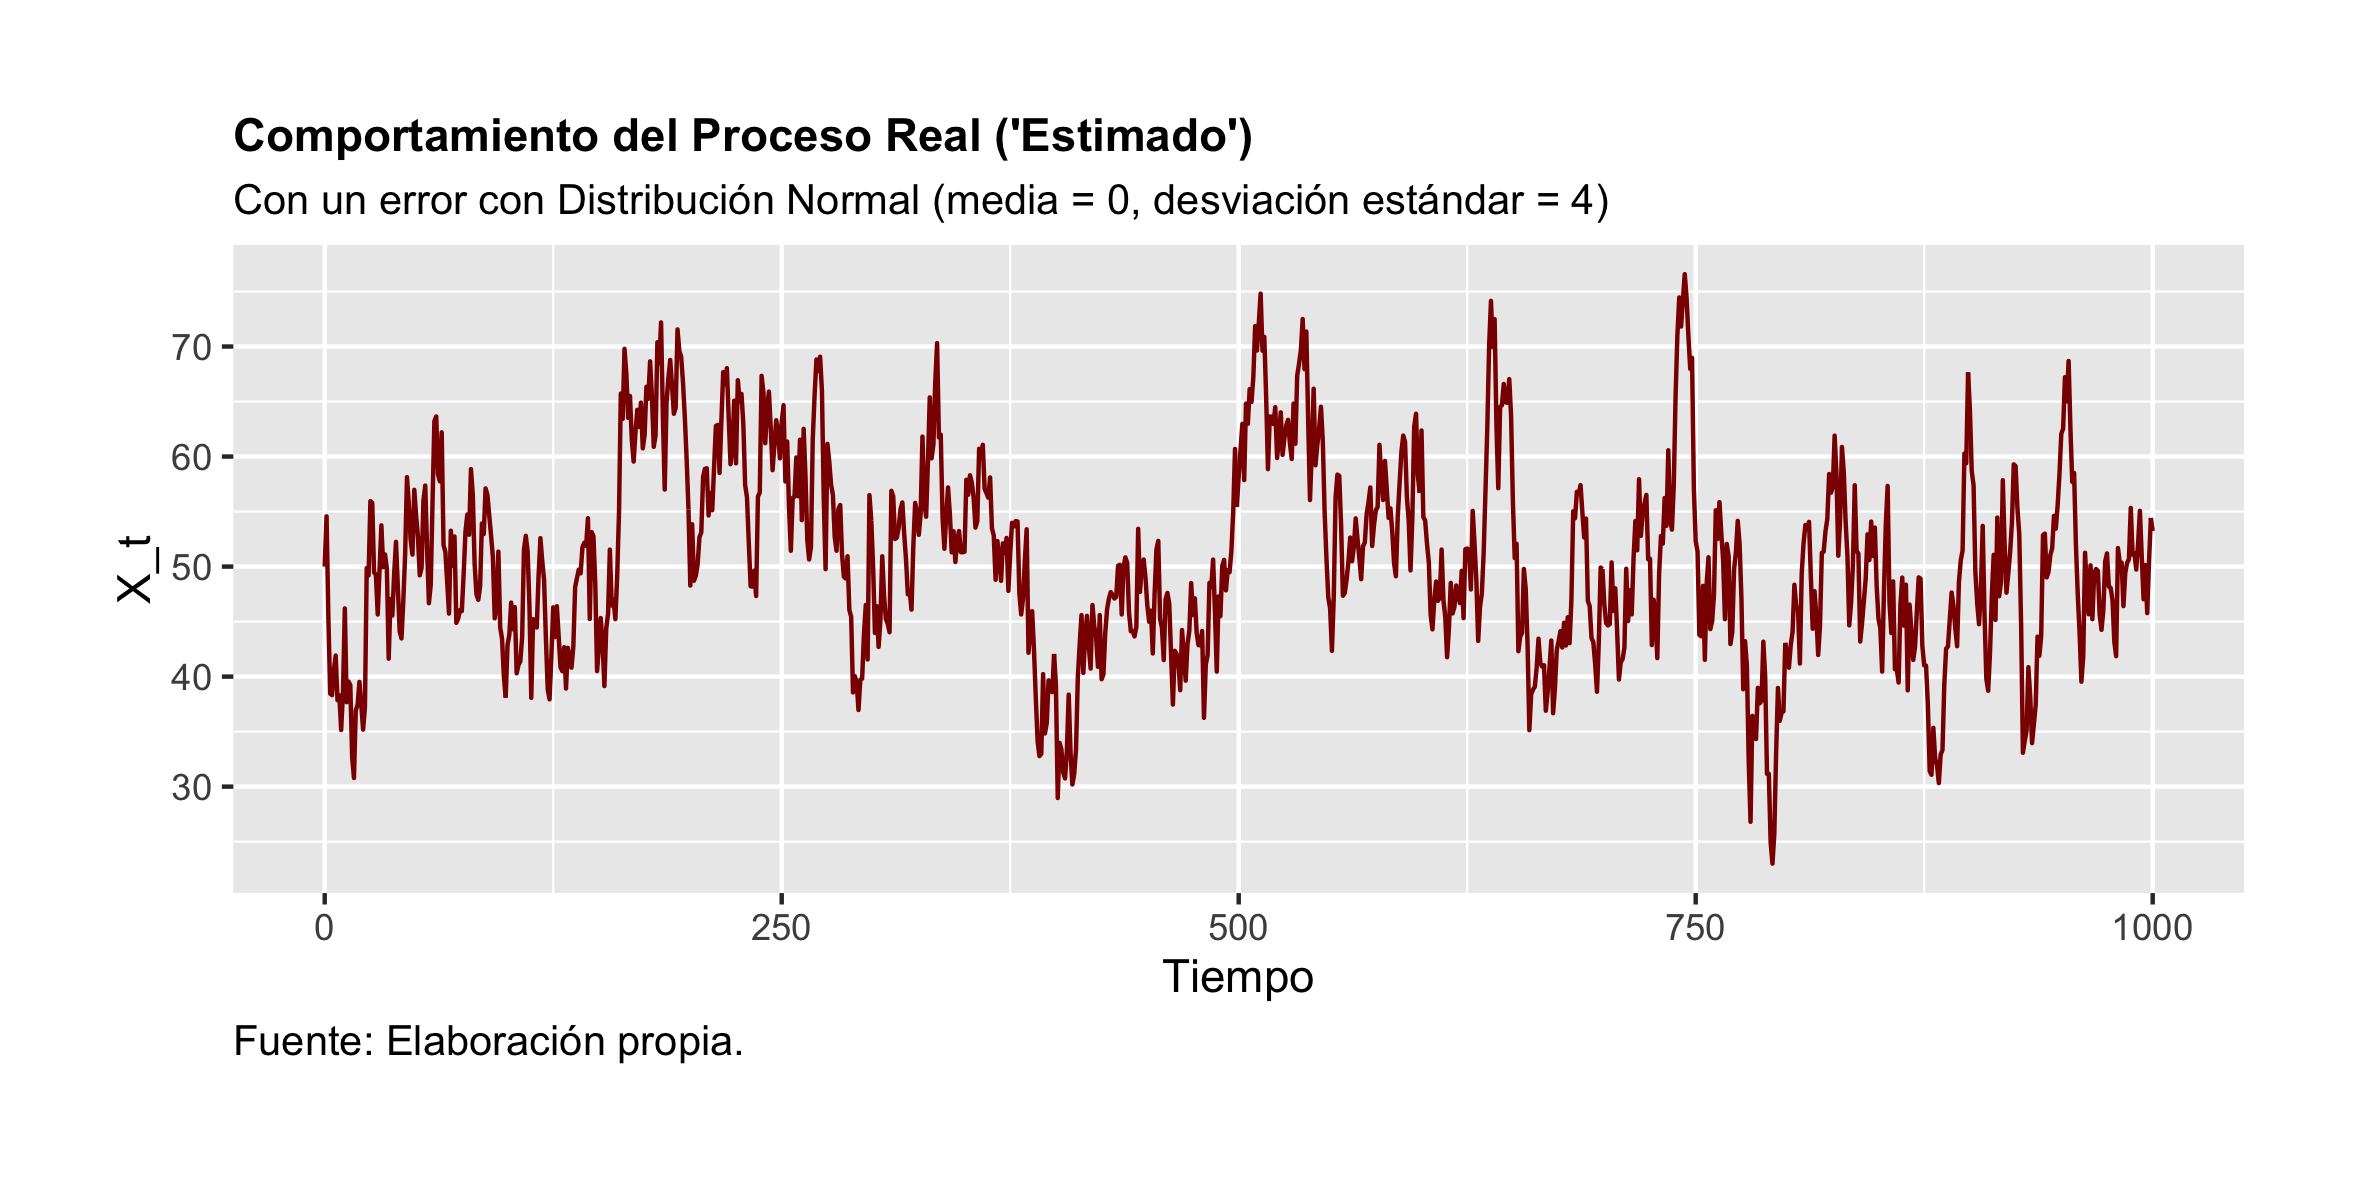 Comportamiento del Proceso Real ('Estimado')
Con un error con Distribución Normal (media = 0, desviación estándar = 4)
X_t
70
60
50
40
30
0 250 500 750 1000
Tiempo
Fuente: Elaboración propia.